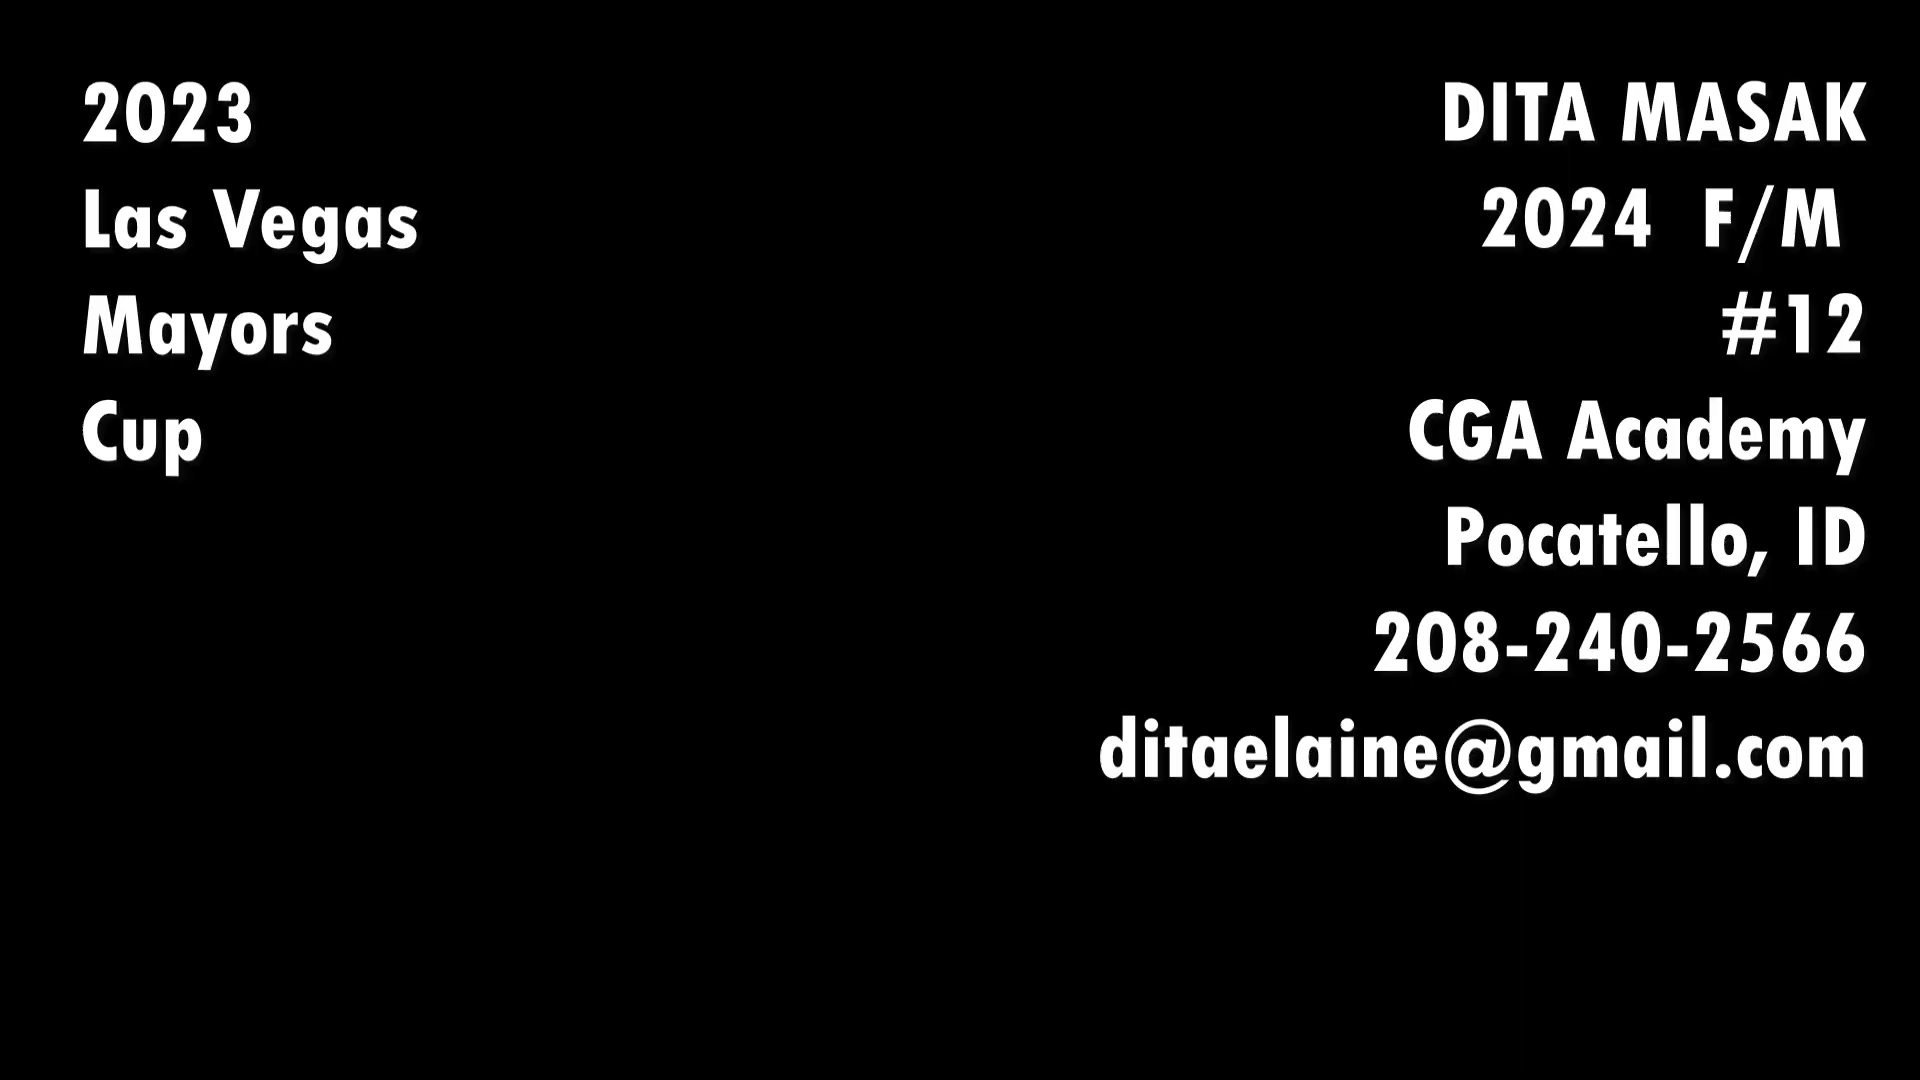 2023
Las Vegas
Mayors
Cup
DITA MASAK
2024  F/M
#12
CGA Academy
Pocatello, ID
208-240-2566
ditaelaine@gmail.com